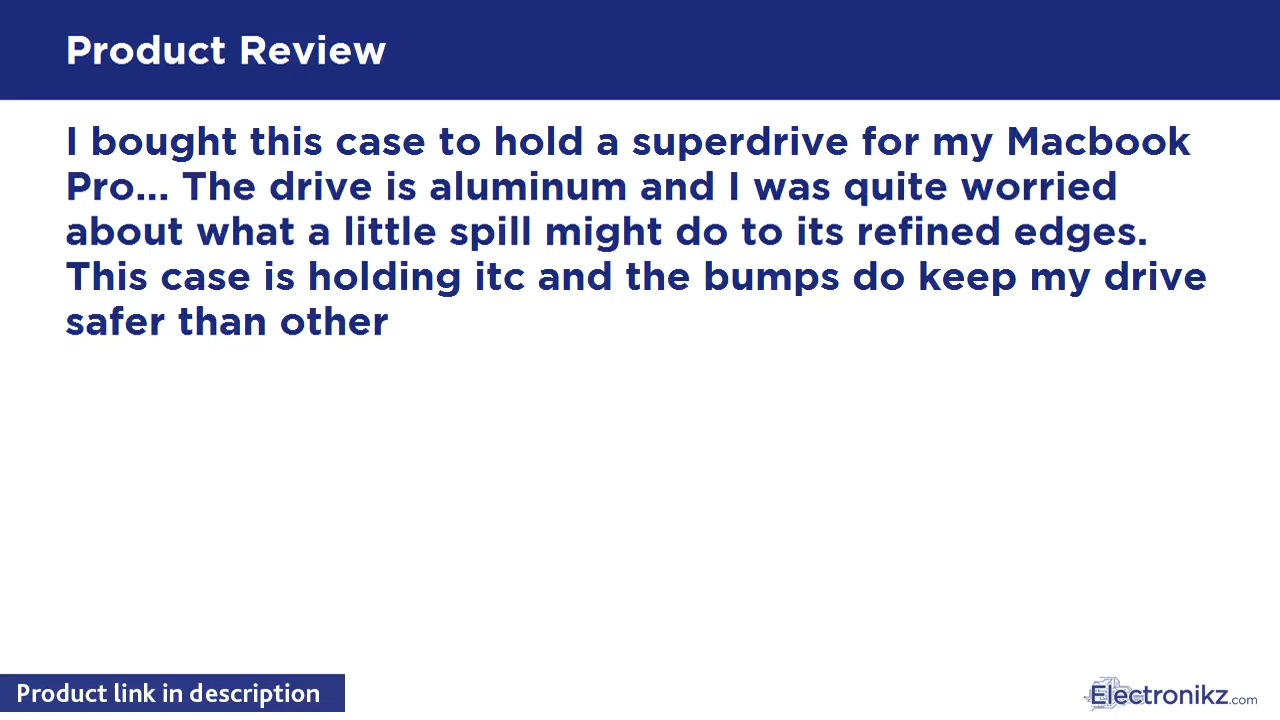 Product Review
I bought this case to hold a superdrive for my Macbook
Pro... The drive is aluminum and I was quite worried
about what a little spill might do to its refined edges.
This case is holding itc and the bumps do keep my drive
safer than other
Product link in description
Electronikz.com